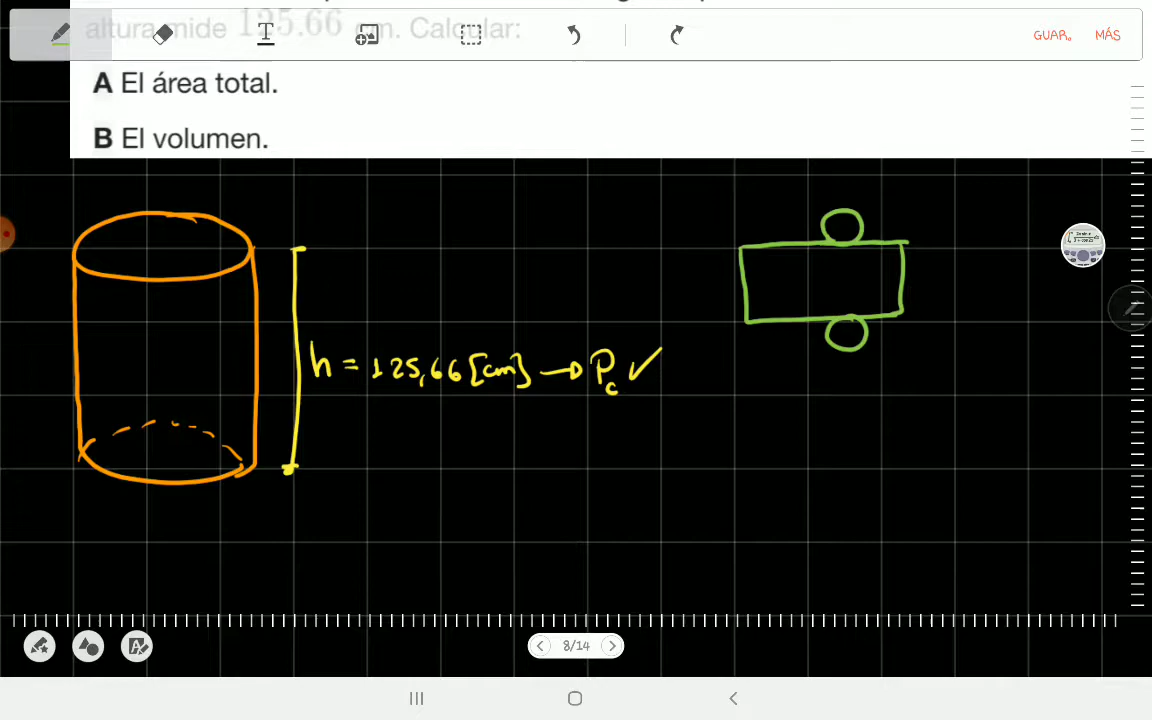 altura mide 125.66 cm. Calcular:
T
GUAR.
MÁS
A El área total.
B El volumen.
h = 125,66 [cm] → Pc ✓
8/14